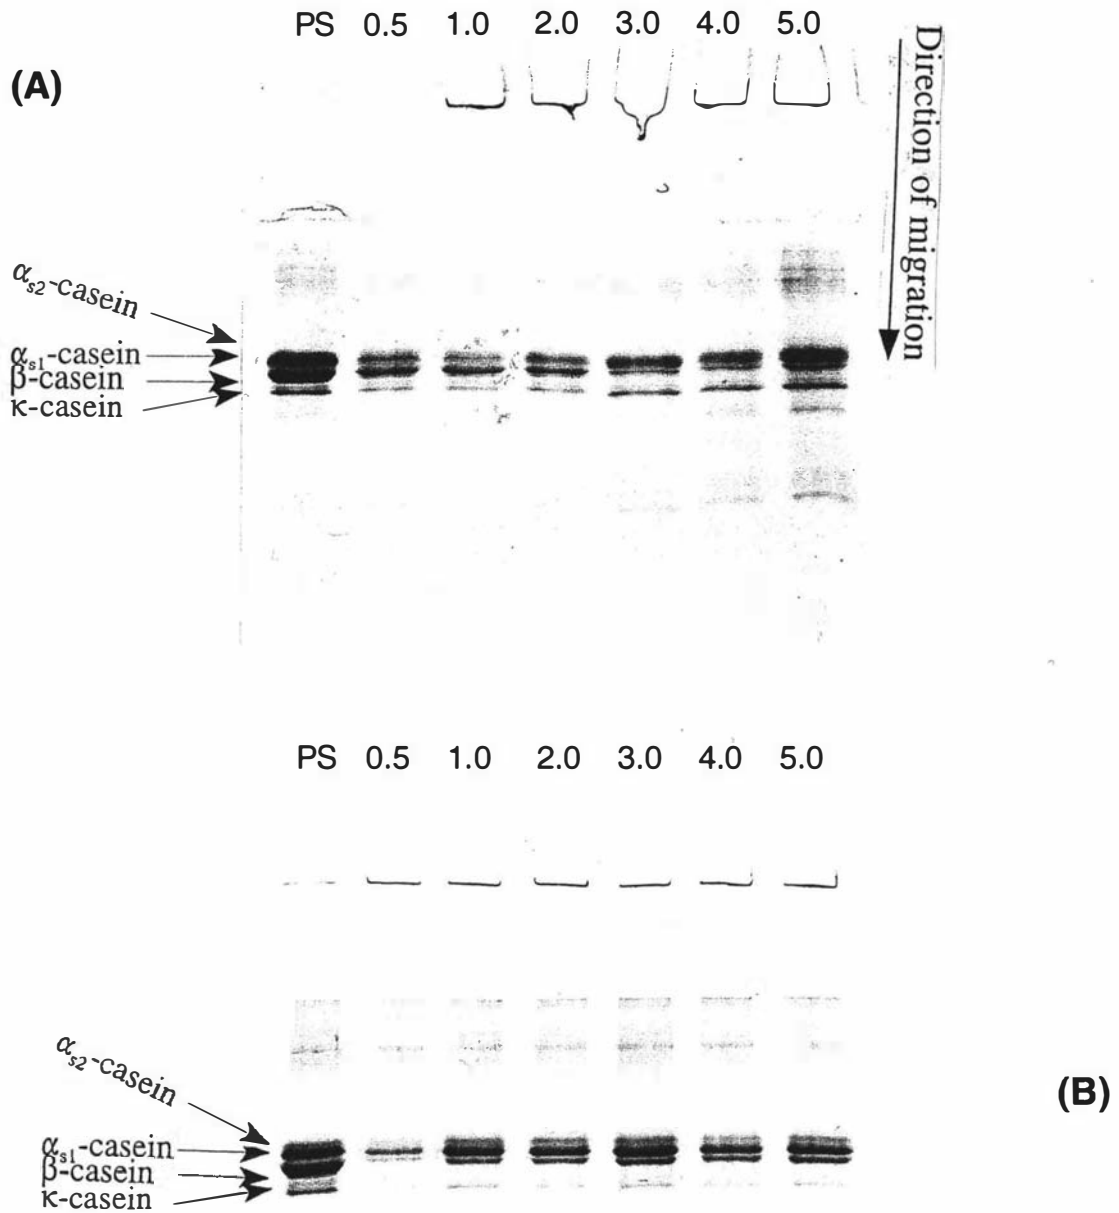 PS 0.5 1.0 2.0 3.0 4.0 5.0
(A)
Direction of migration
αs2-casein
αs1-casein
β-casein
κ-casein
PS 0.5 1.0 2.0 3.0 4.0 5.0
(B)
αs2-casein
αs1-casein
β-casein
κ-casein